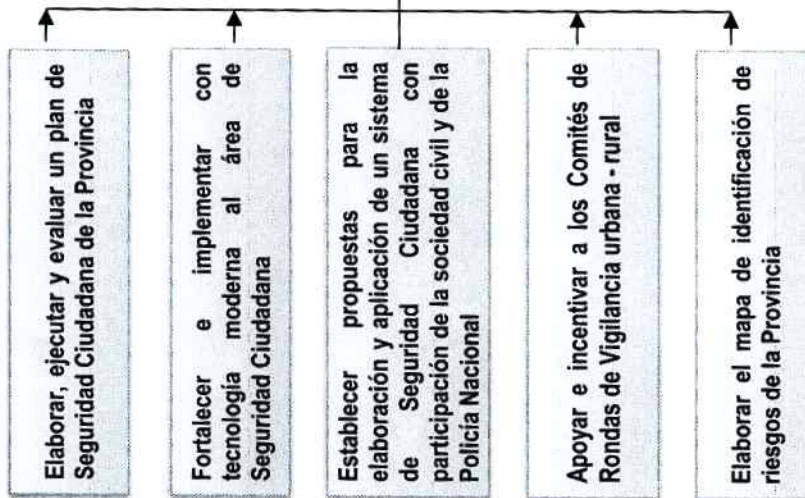 Elaborar, ejecutar y evaluar un plan de
Seguridad Ciudadana de la Provincia
Fortalecer e implementar con
tecnología moderna al área de
Seguridad Ciudadana
Establecer propuestas para la
elaboración y aplicación de un sistema
de Seguridad Ciudadana con
participación de la sociedad civil y de la
Policía Nacional
Apoyar e incentivar a los Comités de
Rondas de Vigilancia urbana - rural
Elaborar el mapa de identificación de
riesgos de la Provincia